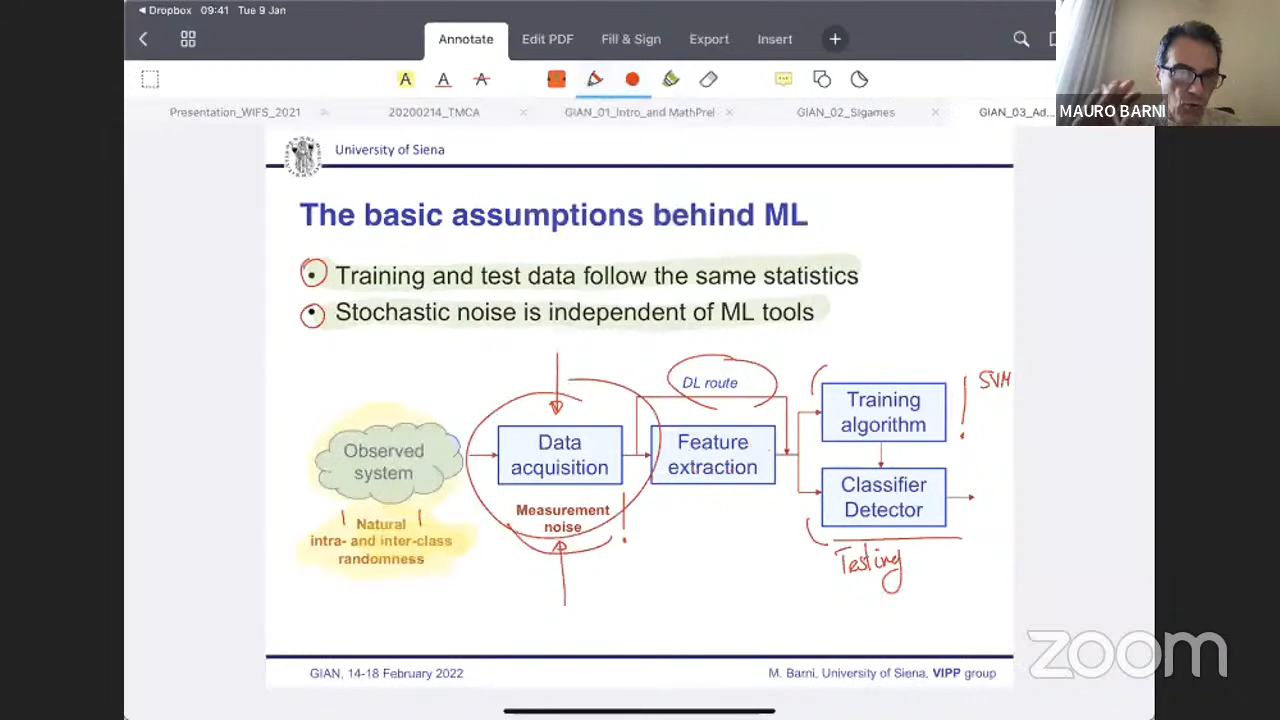 Dropbox 09:41 Tue 9 Jan
Annotate Edit PDF Fill & Sign Export Insert +
A A A
Presentation_WIFS_2021 20200214_TMCA GIAN_01_Intro_and MathPrel GIAN_02_Sigames GIAN_03_Ad...
MAURO BARNI
University of Siena
The basic assumptions behind ML
• Training and test data follow the same statistics
• Stochastic noise is independent of ML tools
DL route
SVM
Training
algorithm
Observed
system
Data
acquisition
Feature
extraction
Classifier
Detector
Measurement
noise
Natural
intra- and inter-class
randomness
Testing
zoom
GIAN, 14-18 February 2022
M. Barni, University of Siena, VIPP group